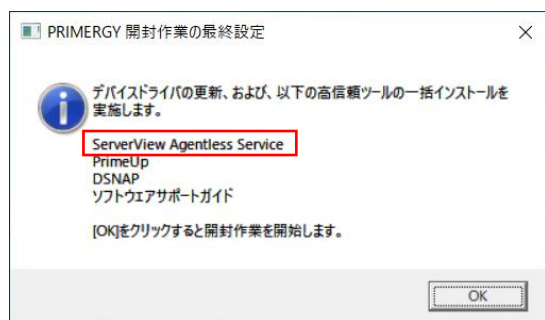 PRIMERGY 開封作業の最終設定
デバイスドライバの更新、および、以下の高信頼ツールの一括インストールを
実施します。
ServerView Agentless Service
PrimeUp
DSNAP
ソフトウェアサポートガイド
[OK]をクリックすると開封作業を開始します。
OK